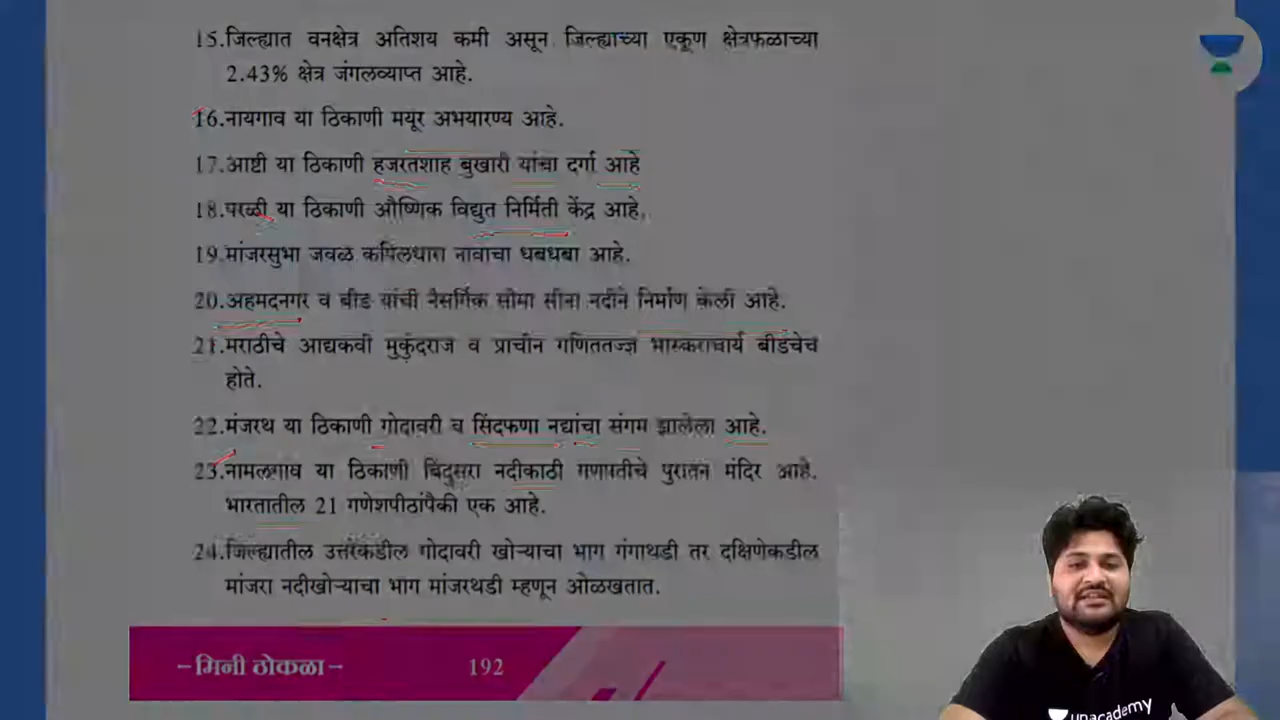 15.जिल्ह्यात वनक्षेत्र अतिशय कमी असून जिल्ह्याच्या एकूण क्षेत्रफळाच्या
2.43% क्षेत्र जंगलव्याप्त आहे.
16.नायगाव या ठिकाणी मयूर अभयारण्य आहे.
17.आष्टी या ठिकाणी हजरतशाह बुखारी यांचा दर्गा आहे
18.परळी या ठिकाणी औष्णिक विद्युत निर्मिती केंद्र आहे.
19.मांजरसुभा जवळ कपिलधारा नावाचा धबधबा आहे.
20.अहमदनगर व बीड यांची नैसर्गिक सीमा सीना नदीने निर्माण केली आहे.
21.मराठीचे आद्यकवी मुकुंदराज व प्राचीन गणिततज्ज्ञ भास्कराचार्य बीडचेच
होते.
22.मंजरथ या ठिकाणी गोदावरी व सिंदफणा नद्यांचा संगम झालेला आहे.
23.नामलगाव या ठिकाणी बिंदुसरा नदीकाठी गणपतीचे पुरातन मंदिर आहे.
भारतातील 21 गणेशपीठांपैकी एक आहे.
24.जिल्ह्यातील उत्तरेकडील गोदावरी खोऱ्याचा भाग गंगाथडी तर दक्षिणेकडील
मांजरा नदीखोऱ्याचा भाग मांजरथडी म्हणून ओळखतात.
–मिनी ठोकळा– 192
unacademy